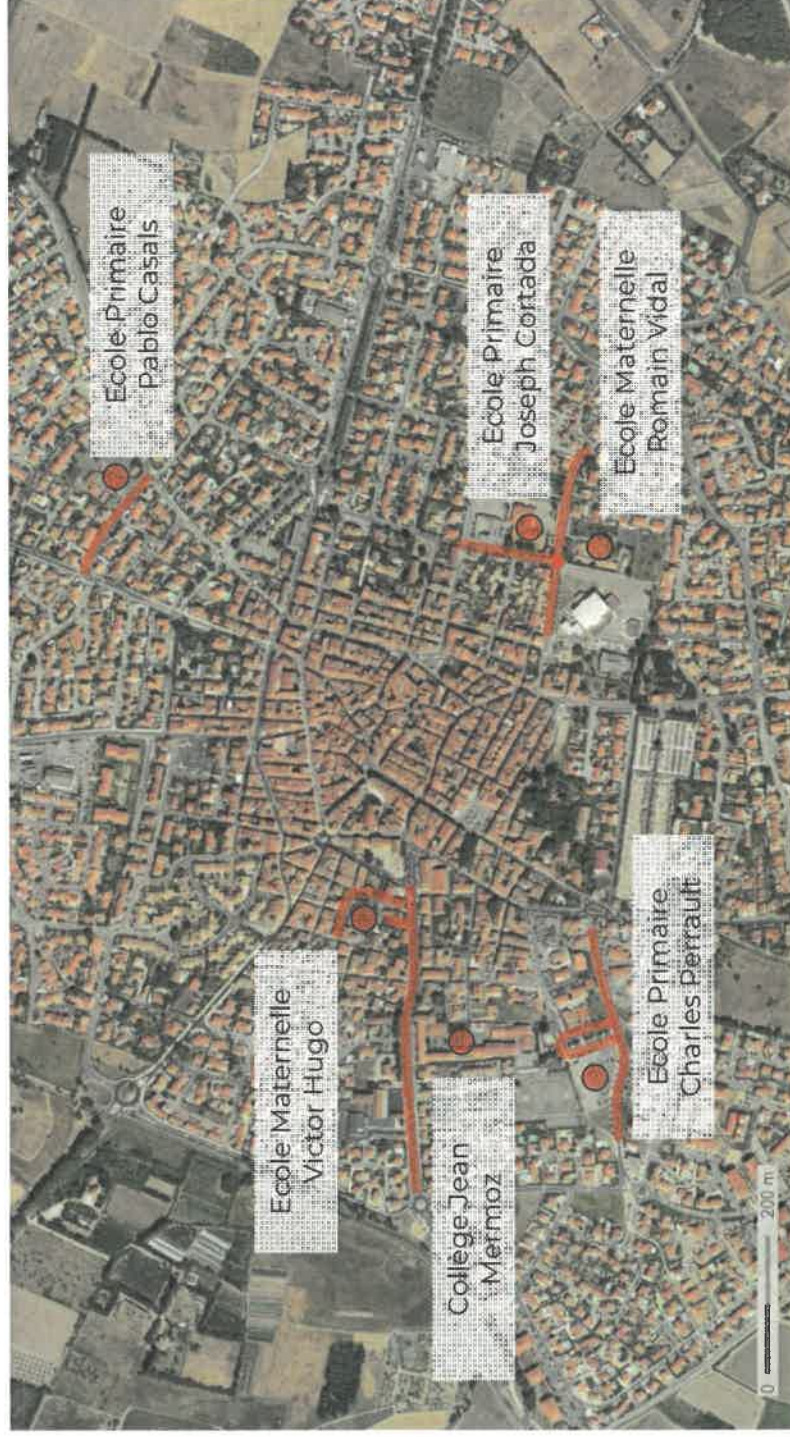 Ecole Primaire
Pablo Casals
Ecole Primaire
Joseph Cortada
Ecole Maternelle
Romain Vidal
Ecole Maternelle
Victor Hugo
Collège Jean
Mermoz
Ecole Primaire
Charles Perrault
0 200 m